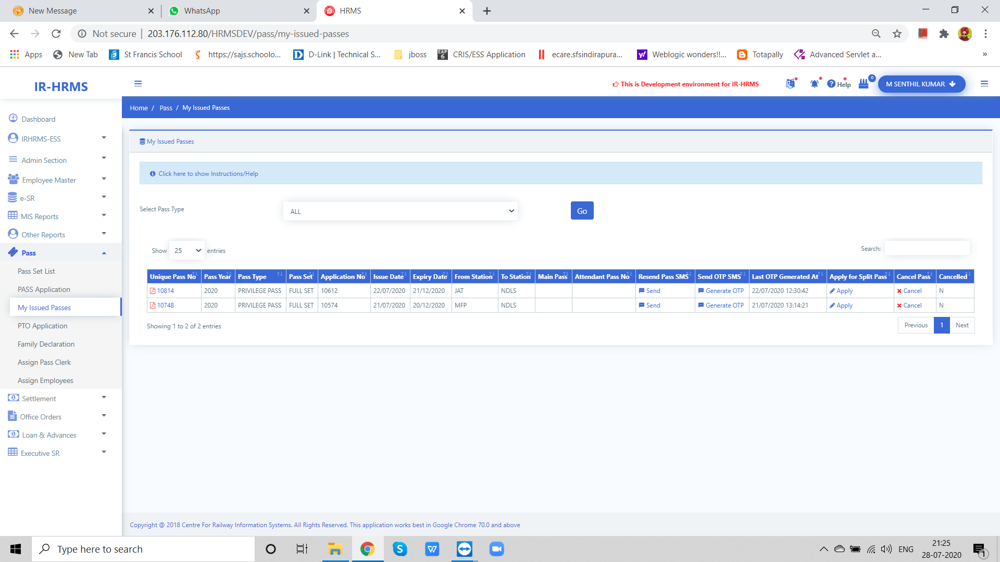 New Message
WhatsApp
HRMS
Not secure | 203.176.112.80/HRMSDEV/pass/my-issued-passes
Apps New Tab St Francis School https://sajs.schoolo... D-Link | Technical S... jboss CRIS/ESS Application ecare.sfsindirapura... Weblogic wonders!!... Totapally Advanced Servlet a... »
IR-HRMS
This is Development environment for IR-HRMS
Help
0
M SENTHIL KUMAR
Home / Pass / My Issued Passes
Dashboard
IRHRMS-ESS
Admin Section
Employee Master
e-SR
MIS Reports
Other Reports
Pass
Pass Set List
PASS Application
My Issued Passes
PTO Application
Family Declaration
Assign Pass Clerk
Assign Employees
Settlement
Office Orders
Loan & Advances
Executive SR
My Issued Passes
Click here to show Instructions/Help
Select Pass Type ALL Go
Show 25 entries Search:
Unique Pass No Pass Year Pass Type Pass Set Application No Issue Date Expiry Date From Station To Station Main Pass Attendant Pass No Resend Pass SMS Send OTP SMS Last OTP Generated At Apply for Split Pass Cancel Pass Cancelled
10814 2020 PRIVILEGE PASS FULL SET 10612 22/07/2020 21/12/2020 JAT NDLS Send Generate OTP 22/07/2020 12:30:42 Apply Cancel N
10748 2020 PRIVILEGE PASS FULL SET 10574 21/07/2020 20/12/2020 MFP NDLS Send Generate OTP 21/07/2020 13:14:21 Apply Cancel N
Showing 1 to 2 of 2 entries Previous 1 Next
Copyright @ 2018 Centre For Railway Information Systems. All Rights Reserved. This application works best in Google Chrome 70.0 and above
Type here to search
ENG
21:25
28-07-2020
1